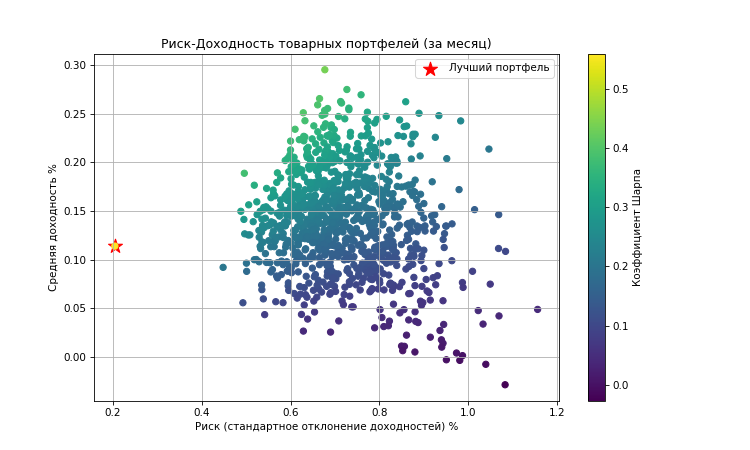 Риск-Доходность товарных портфелей (за месяц)
Лучший портфель
Средняя доходность %
0.30
0.25
0.20
0.15
0.10
0.05
0.00
0.2 0.4 0.6 0.8 1.0 1.2
Риск (стандартное отклонение доходностей) %
0.5
0.4
0.3
0.2
0.1
0.0
Коэффициент Шарпа